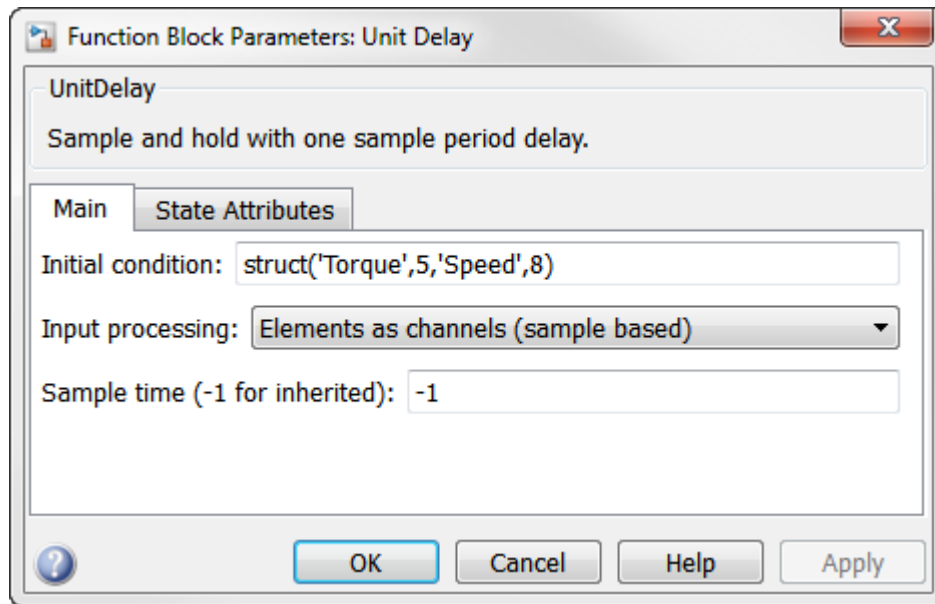 Function Block Parameters: Unit Delay
UnitDelay
Sample and hold with one sample period delay.
Main State Attributes
Initial condition: struct('Torque',5,'Speed',8)
Input processing: Elements as channels (sample based)
Sample time (-1 for inherited): -1
OK Cancel Help Apply